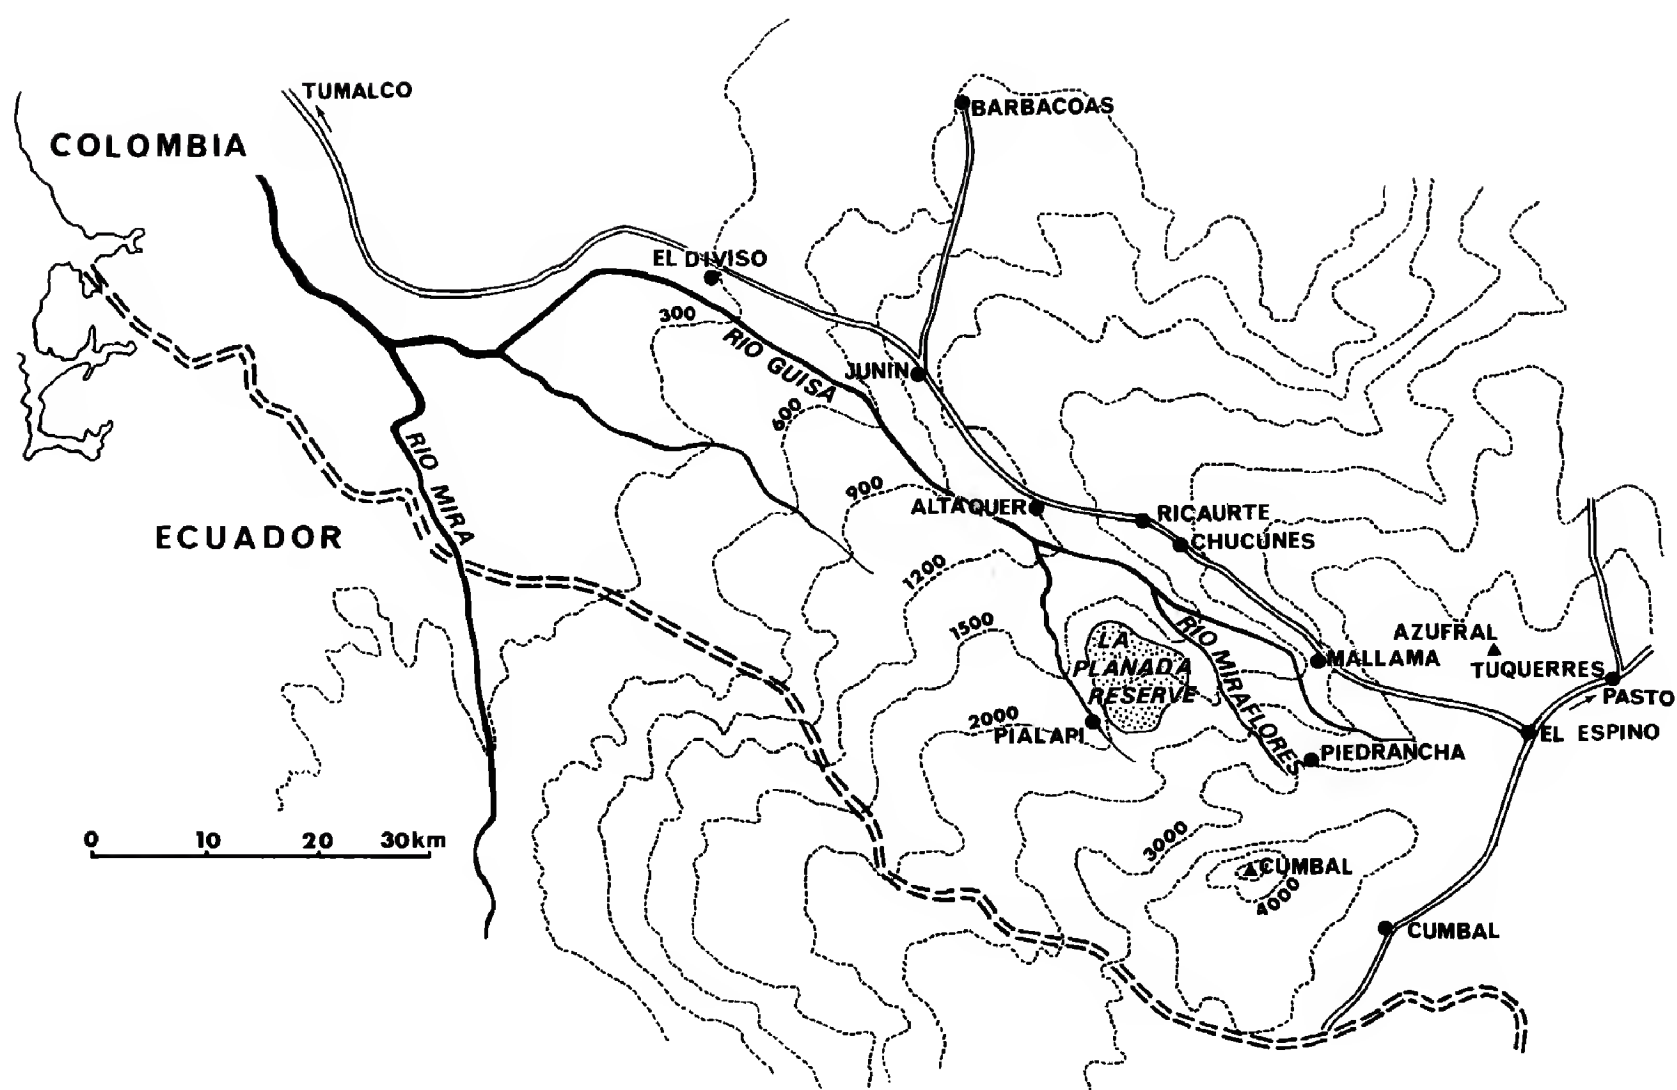 TUMALCO
BARBACOAS
COLOMBIA
EL DIVISO
300
RIO GUISA
JUNIN
600
RIO MIRA
900
ALTAQUER
RICAURTE
ECUADOR
CHUCUNES
1200
1500
RIO MIRAFLORES
AZUFRAL
LA
PLANADA
RESERVE
MALLAMA
TUQUERRES
PASTO
2000
PIALAPI
EL ESPINO
PIEDRANCHA
0 10 20 30km
3000
CUMBAL
4000
CUMBAL